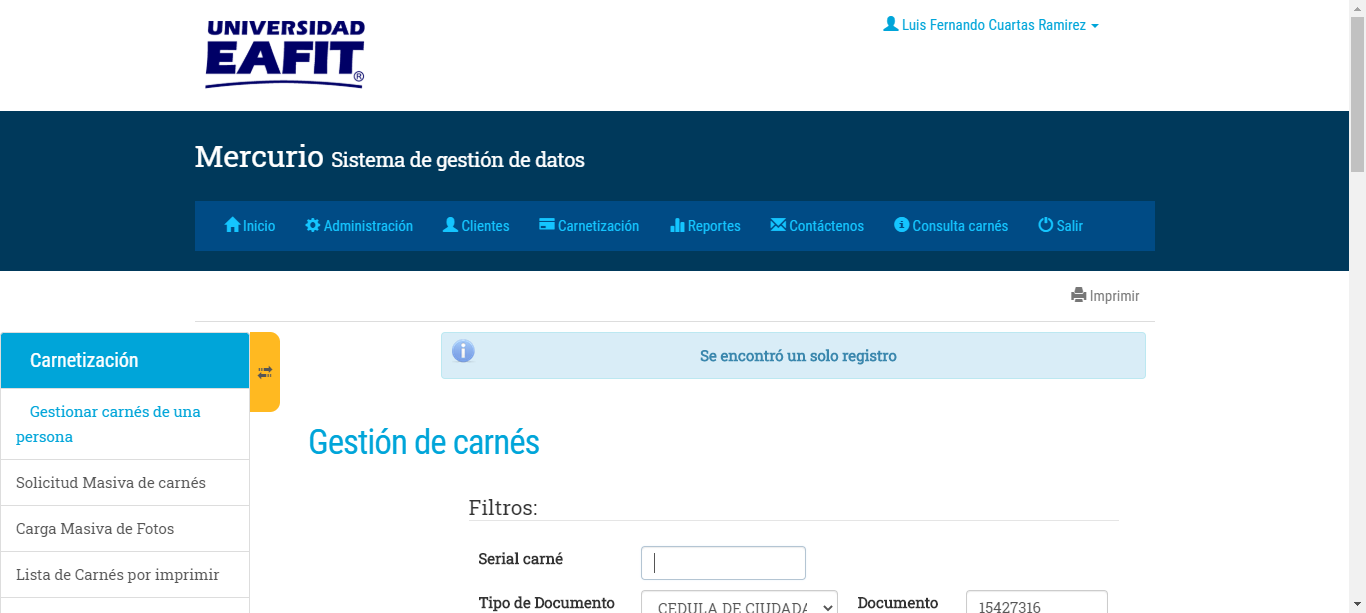 UNIVERSIDAD
EAFIT®
Luis Fernando Cuartas Ramirez
Mercurio Sistema de gestión de datos
Inicio Administración Clientes Carnetización Reportes Contáctenos Consulta carnés Salir
Imprimir
Carnetización
Se encontró un solo registro
Gestionar carnés de una
persona
Gestión de carnés
Solicitud Masiva de carnés
Filtros:
Carga Masiva de Fotos
Serial carné
Lista de Carnés por imprimir
Tipo de Documento CEDULA DE CIUDADA Documento 15427316